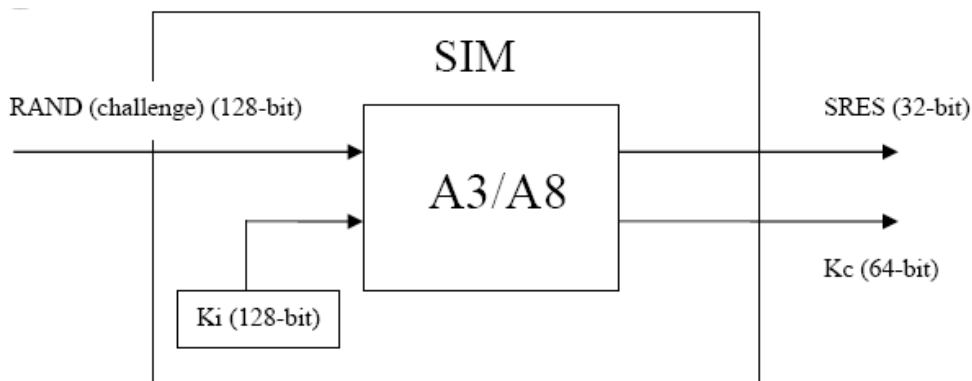 SIM
RAND (challenge) (128-bit)
SRES (32-bit)
A3/A8
Kc (64-bit)
Ki (128-bit)